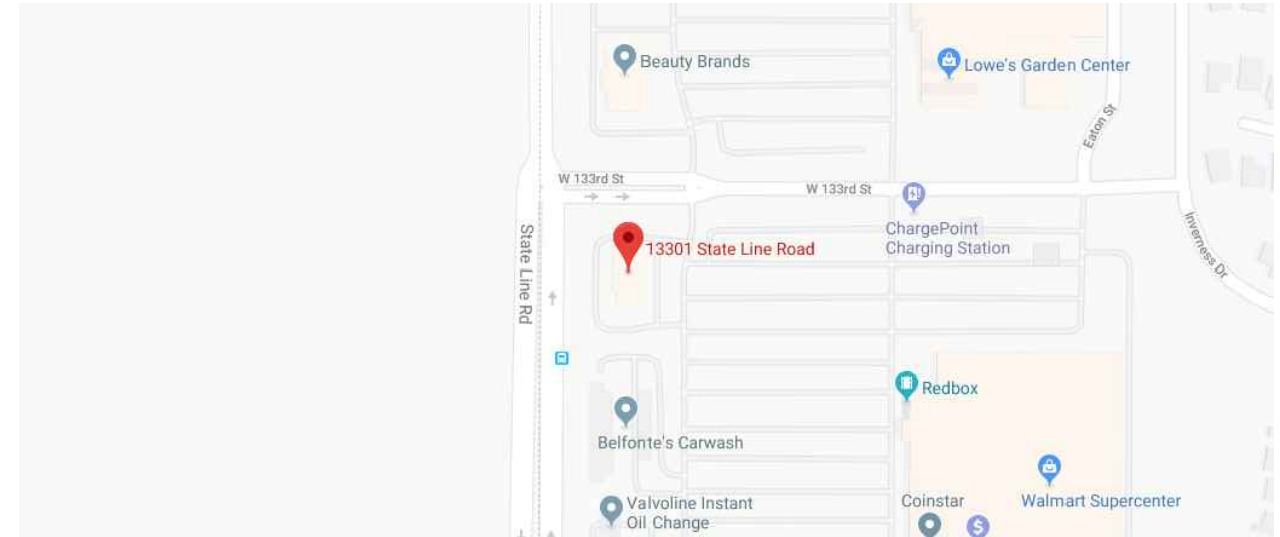 Beauty Brands
Lowe's Garden Center
Eaton St
W 133rd St
W 133rd St
ChargePoint
Charging Station
Inverness Dr
State Line Rd
13301 State Line Road
Redbox
Belfonte's Carwash
Valvoline Instant
Oil Change
Coinstar
Walmart Supercenter
$